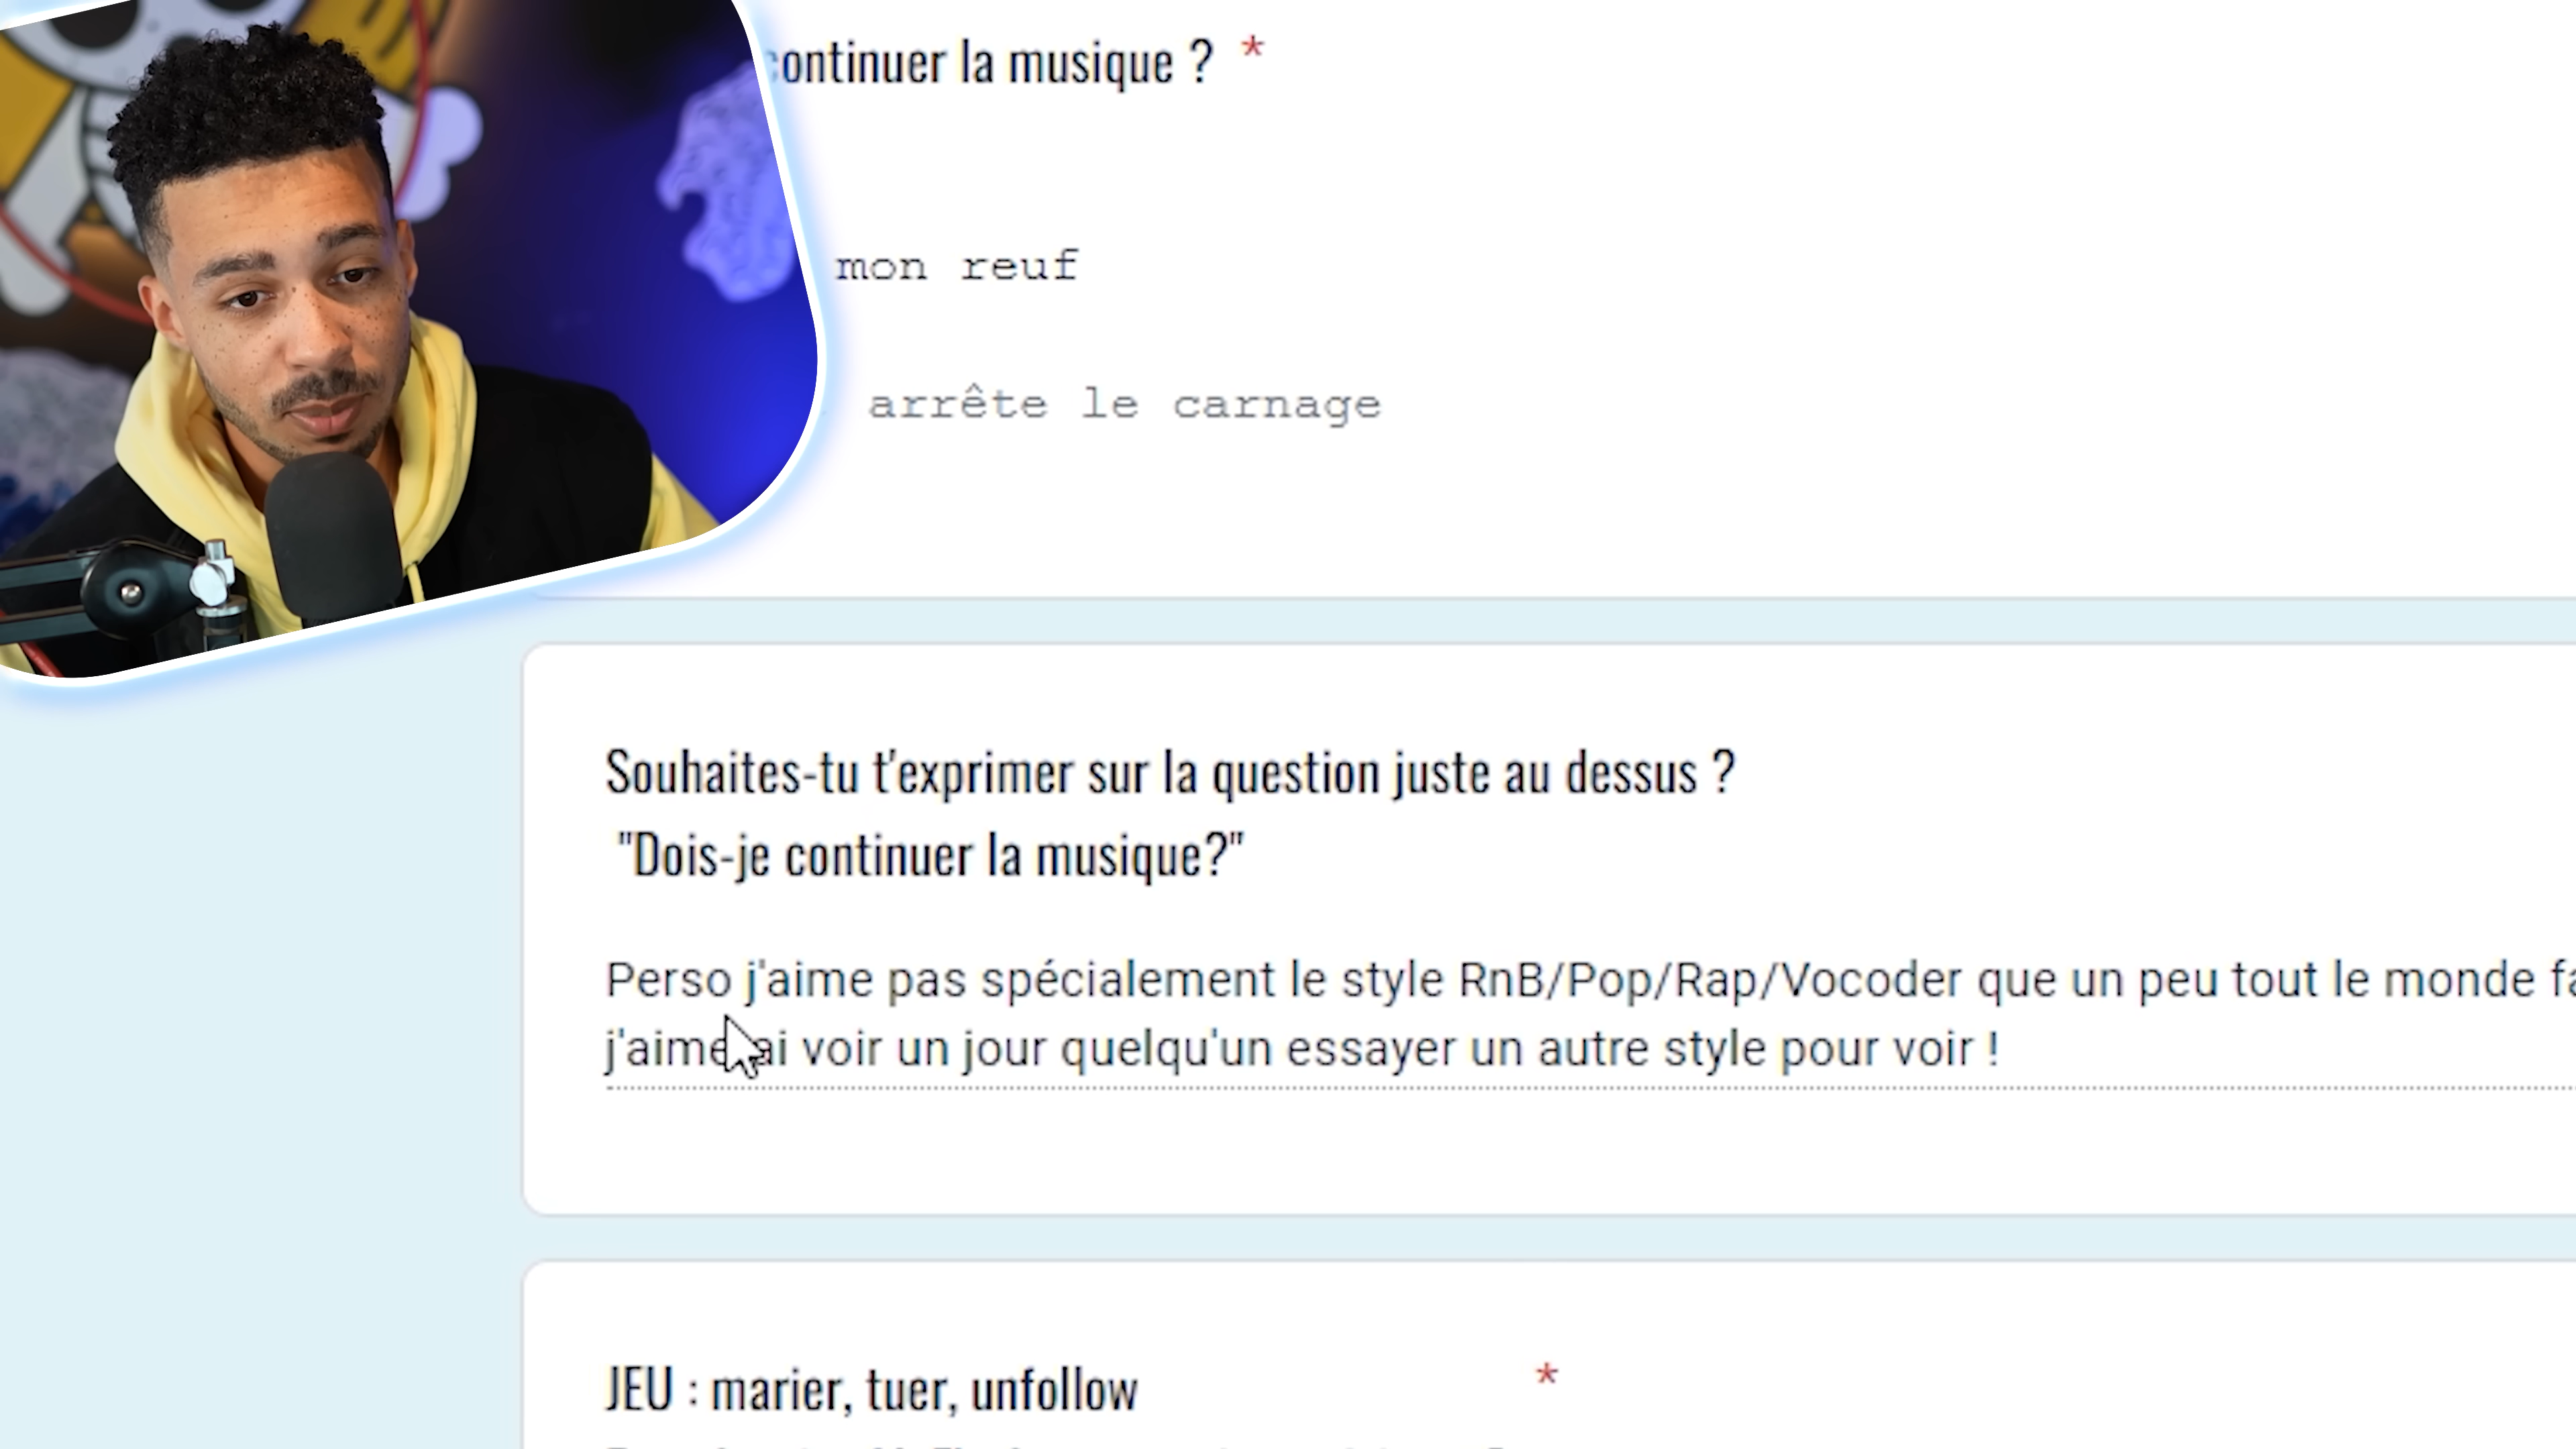 continuer la musique ? *
mon reuf
arrête le carnage
Souhaites-tu t'exprimer sur la question juste au dessus ?
"Dois-je continuer la musique?"
Perso j'aime pas spécialement le style RnB/Pop/Rap/Vocoder que un peu tout le monde
voir un jour quelqu'un essayer un autre style pour voir !
JEU : marier, tuer, unfollow *